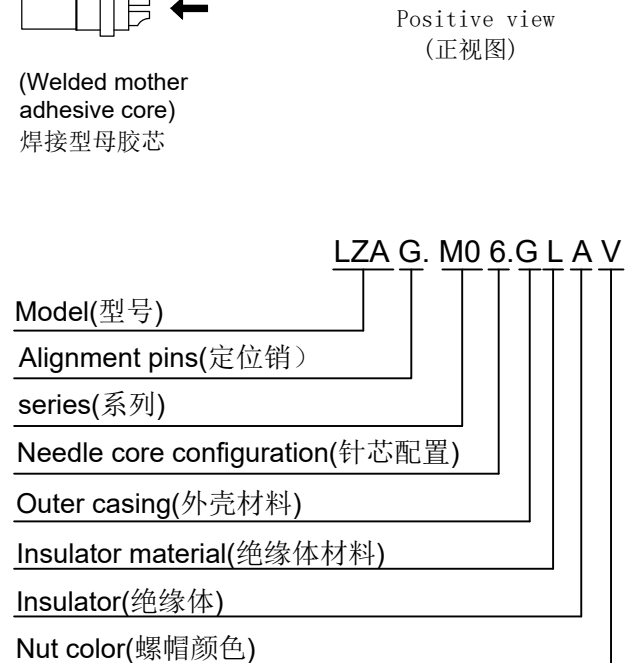 Positive view
(正视图)
(Welded mother
adhesive core)
焊接型母胶芯
LZA G. M0 6.G L A V
Model(型号)
Alignment pins(定位销）
series(系列)
Needle core configuration(针芯配置)
Outer casing(外壳材料)
Insulator material(绝缘体材料)
Insulator(绝缘体)
Nut color(螺帽颜色)